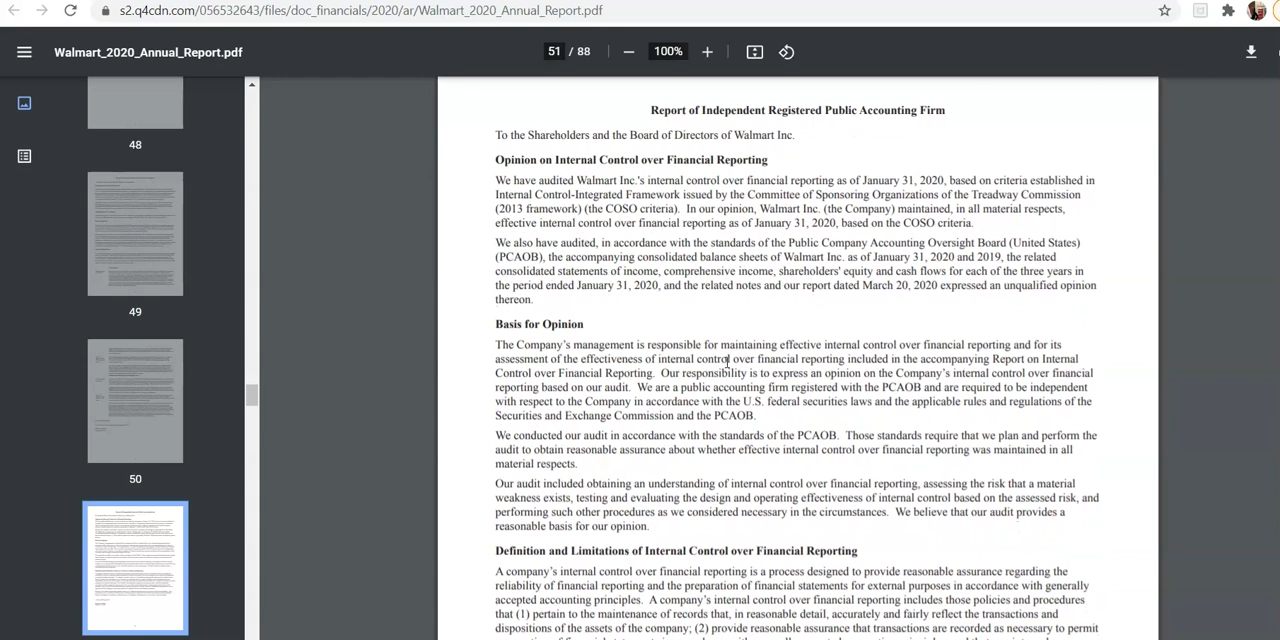 s2.q4cdn.com/056532643/files/doc_financials/2020/ar/Walmart_2020_Annual_Report.pdf
Walmart_2020_Annual_Report.pdf
51 / 88
100%
48
49
50
Report of Independent Registered Public Accounting Firm
To the Shareholders and the Board of Directors of Walmart Inc.
Opinion on Internal Control over Financial Reporting
We have audited Walmart Inc.'s internal control over financial reporting as of January 31, 2020, based on criteria established in
Internal Control-Integrated Framework issued by the Committee of Sponsoring Organizations of the Treadway Commission
(2013 framework) (the COSO criteria). In our opinion, Walmart Inc. (the Company) maintained, in all material respects,
effective internal control over financial reporting as of January 31, 2020, based on the COSO criteria.
We also have audited, in accordance with the standards of the Public Company Accounting Oversight Board (United States)
(PCAOB), the accompanying consolidated balance sheets of Walmart Inc. as of January 31, 2020 and 2019, the related
consolidated statements of income, comprehensive income, shareholders' equity and cash flows for each of the three years in
the period ended January 31, 2020, and the related notes and our report dated March 20, 2020 expressed an unqualified opinion
thereon.
Basis for Opinion
The Company's management is responsible for maintaining effective internal control over financial reporting and for its
assessment of the effectiveness of internal control over financial reporting included in the accompanying Report on Internal
Control over Financial Reporting. Our responsibility is to express an opinion on the Company's internal control over financial
reporting based on our audit. We are a public accounting firm registered with the PCAOB and are required to be independent
with respect to the Company in accordance with the U.S. federal securities laws and the applicable rules and regulations of the
Securities and Exchange Commission and the PCAOB.
We conducted our audit in accordance with the standards of the PCAOB. Those standards require that we plan and perform the
audit to obtain reasonable assurance about whether effective internal control over financial reporting was maintained in all
material respects.
Our audit included obtaining an understanding of internal control over financial reporting, assessing the risk that a material
weakness exists, testing and evaluating the design and operating effectiveness of internal control based on the assessed risk, and
performing such other procedures as we considered necessary in the circumstances. We believe that our audit provides a
reasonable basis for our opinion.
Definition and Limitations of Internal Control over Financial Reporting
A company's internal control over financial reporting is a process designed to provide reasonable assurance regarding the
reliability of financial reporting and the preparation of financial statements for external purposes in accordance with generally
accepted accounting principles. A company's internal control over financial reporting includes those policies and procedures
that (1) pertain to the maintenance of records that, in reasonable detail, accurately and fairly reflect the transactions and
dispositions of the assets of the company; (2) provide reasonable assurance that transactions are recorded as necessary to permit